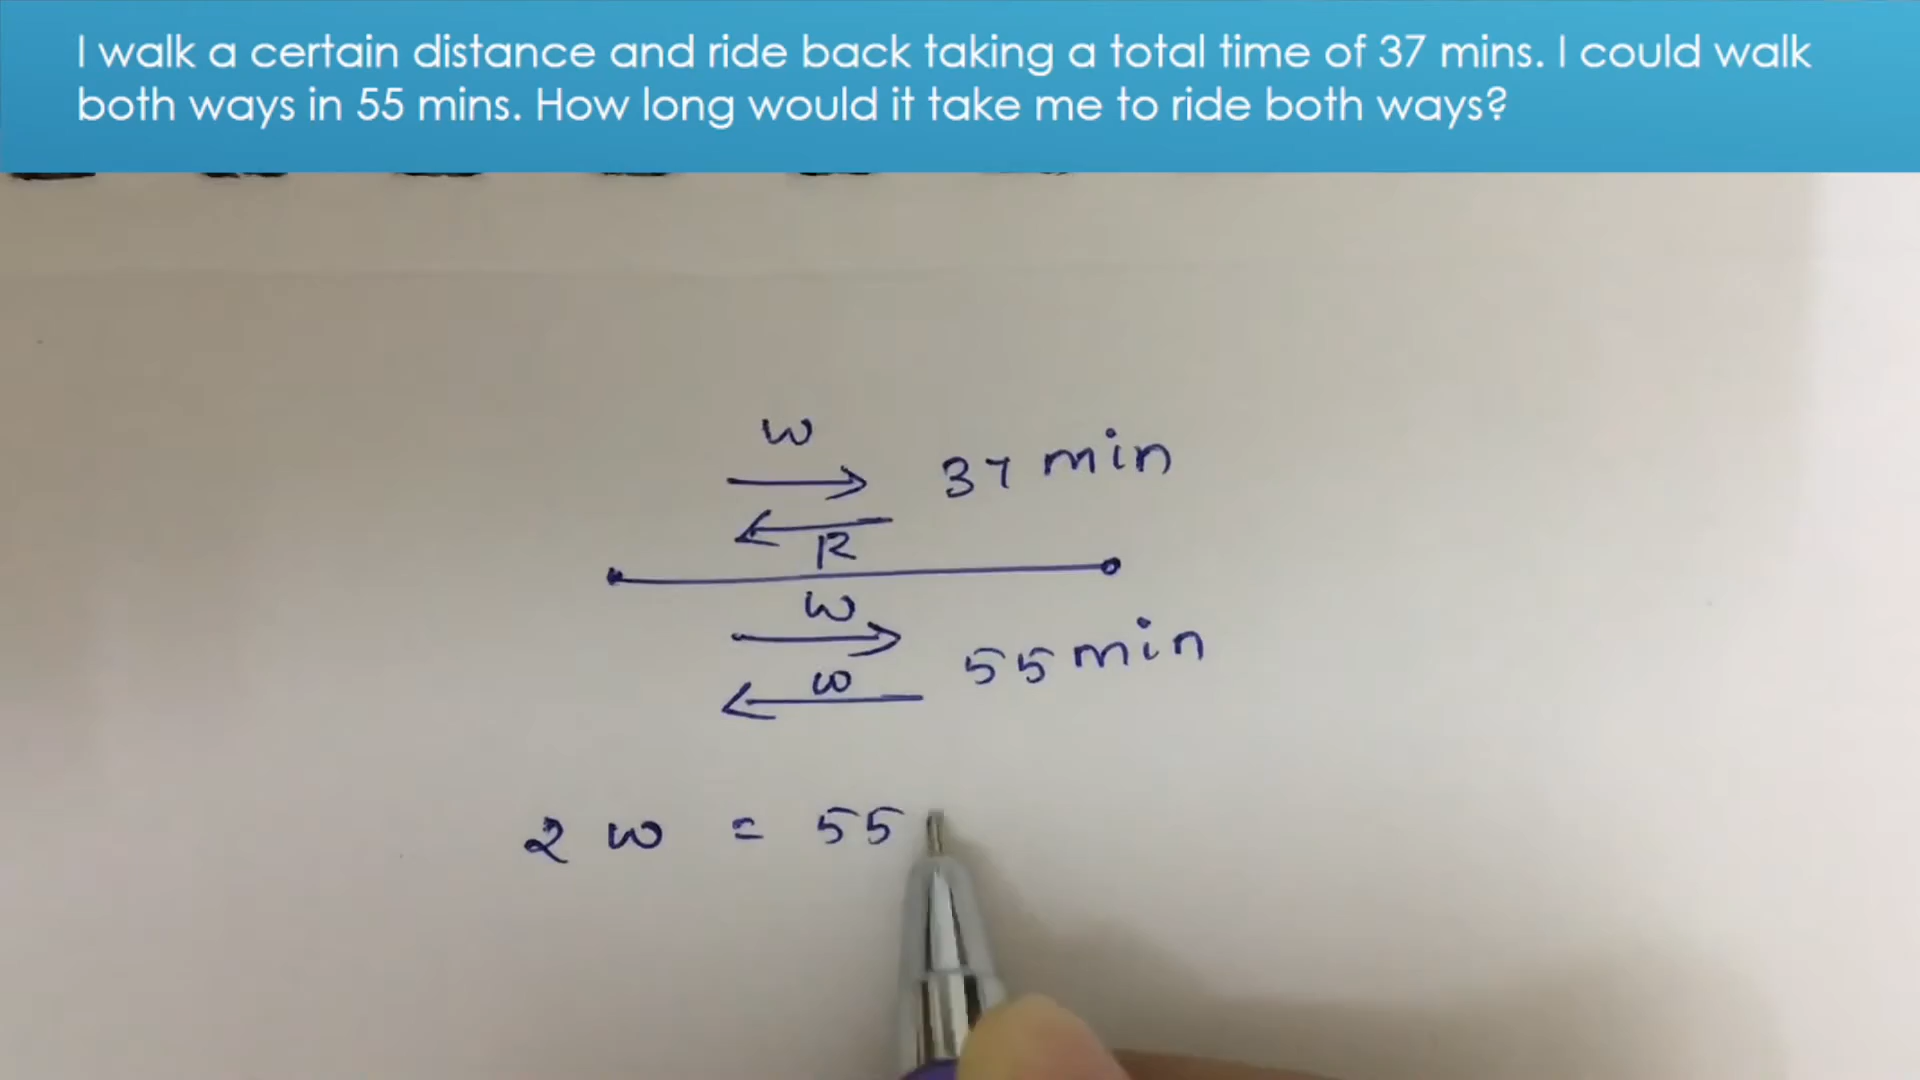 I walk a certain distance and ride back taking a total time of 37 mins. I could walk
both ways in 55 mins. How long would it take me to ride both ways?
W
37 min
R
W
55 min
W
2 W = 55